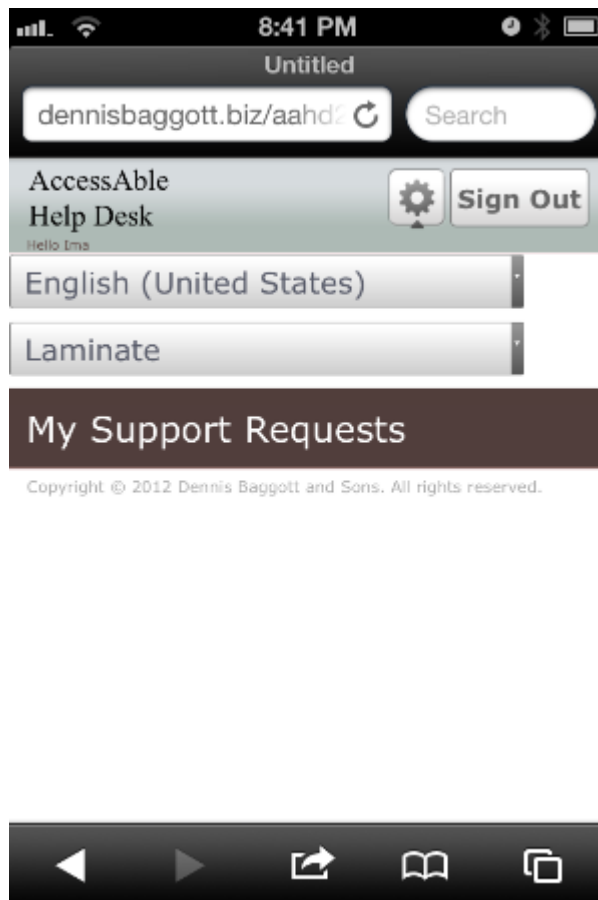 8:41 PM
Untitled
dennisbaggott.biz/aahd
Search
AccessAble
Help Desk
Sign Out
Hello Ima
English (United States)
Laminate
My Support Requests
Copyright © 2012 Dennis Baggott and Sons. All rights reserved.